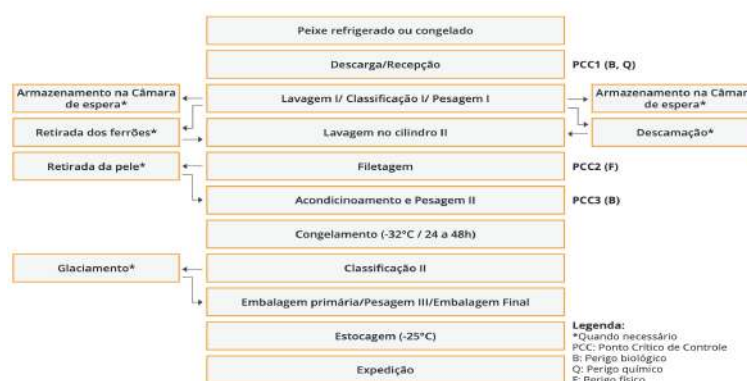 Peixe refrigerado ou congelado
Descarga/Recepção
PCC1 (B, Q)
Armazenamento na Câmara
de espera*
Lavagem I/ Classificação I/ Pesagem I
Armazenamento na Câmara
de espera*
Retirada dos ferrões*
Lavagem no cilindro II
Descamação*
Retirada da pele*
Filetagem
PCC2 (F)
Acondicinoamento e Pesagem II
PCC3 (B)
Congelamento (-32°C / 24 a 48h)
Glaciamento*
Classificação II
Embalagem primária/Pesagem III/Embalagem Final
Estocagem (-25°C)
Expedição
Legenda:
*Quando necessário
PCC: Ponto Crítico de Controle
B: Perigo biológico
Q: Perigo químico
F: Perigo físico